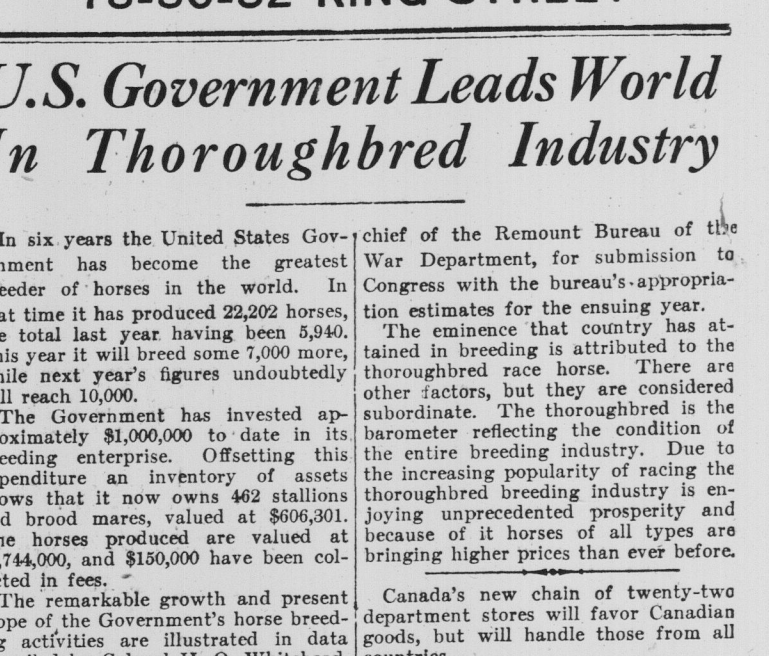 KING STREET
U.S. Government Leads World
In Thoroughbred Industry
In six years the United States Gov-
nment has become the greatest
eeder of horses in the world. In
at time it has produced 22,202 horses,
e total last year having been 5,940.
his year it will breed some 7,000 more,
hile next year's figures undoubtedly
ll reach 10,000.
The Government has invested ap-
oximately $1,000,000 to date in its
eeding enterprise. Offsetting this
penditure an inventory of assets
ows that it now owns 462 stallions
d brood mares, valued at $606,301.
he horses produced are valued at
,744,000, and $150,000 have been col-
cted in fees.
The remarkable growth and present
ope of the Government's horse breed-
g activities are illustrated in data
chief of the Remount Bureau of the
War Department, for submission to
Congress with the bureau's appropria-
tion estimates for the ensuing year.
The eminence that country has at-
tained in breeding is attributed to the
thoroughbred race horse. There are
other factors, but they are considered
subordinate. The thoroughbred is the
barometer reflecting the condition of
the entire breeding industry. Due to
the increasing popularity of racing the
thoroughbred breeding industry is en-
joying unprecedented prosperity and
because of it horses of all types are
bringing higher prices than ever before.
Canada's new chain of twenty-two
department stores will favor Canadian
goods, but will handle those from all
countries.